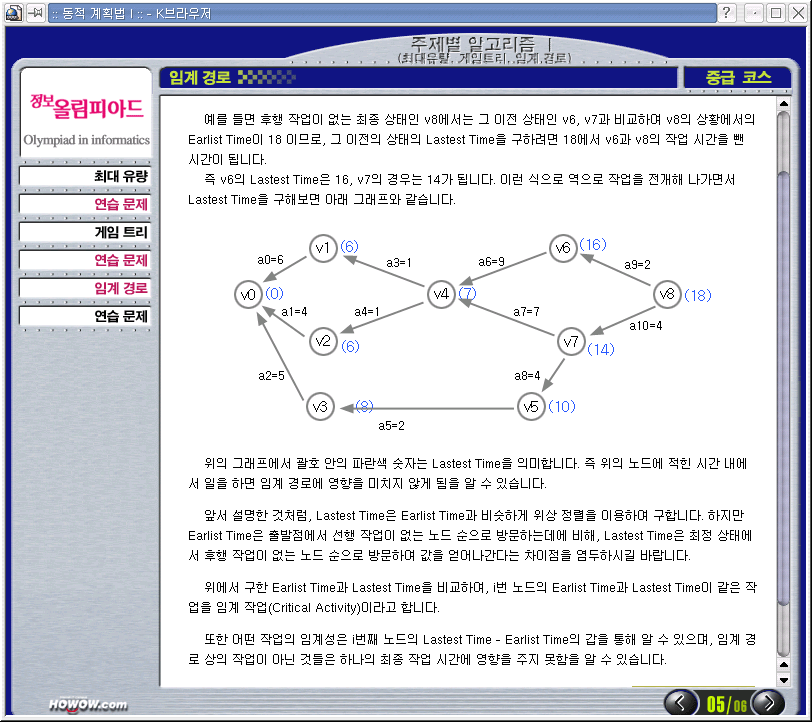 :: 동적 계획법 I :: - K브라우저
주제별 알고리즘 I
(최대유량, 게임트리, 임계.경로)
정보올림피아드
Olympiad in informatics
최대 유량
연습 문제
게임 트리
연습 문제
임계 경로
연습 문제
임계 경로
중급 코스
예를 들면 후행 작업이 없는 최종 상태인 v8에서는 그 이전 상태인 v6, v7과 비교하여 v8의 상황에서의
Earlist Time이 18 이므로, 그 이전의 상태의 Lastest Time을 구하려면 18에서 v6과 v8의 작업 시간을 뺀
시간이 됩니다.
즉 v6의 Lastest Time은 16, v7의 경우는 14가 됩니다. 이런 식으로 역으로 작업을 전개해 나가면서
Lastest Time을 구해보면 아래 그래프와 같습니다.
v1 (6)
v6 (16)
a0=6
a3=1
a6=9
a9=2
v0 (0)
v4 (7)
v8 (18)
a1=4
a4=1
a7=7
a10=4
v2 (6)
v7 (14)
a2=5
a8=4
v3 (8)
v5 (10)
a5=2
위의 그래프에서 괄호 안의 파란색 숫자는 Lastest Time을 의미합니다. 즉 위의 노드에 적힌 시간 내에
서 일을 하면 임계 경로에 영향을 미치지 않게 됨을 알 수 있습니다.
앞서 설명한 것처럼, Lastest Time은 Earlist Time과 비슷하게 위상 정렬을 이용하여 구합니다. 하지만
Earlist Time은 출발점에서 선행 작업이 없는 노드 순으로 방문하는데에 비해, Lastest Time은 최정 상태에
서 후행 작업이 없는 노드 순으로 방문하여 값을 얻어나간다는 차이점을 염두하시길 바랍니다.
위에서 구한 Earlist Time과 Lastest Time을 비교하여, i번 노드의 Earlist Time과 Lastest Time이 같은 작
업을 임계 작업(Critical Activity)이라고 합니다.
또한 어떤 작업의 임계성은 i번째 노드의 Lastest Time - Earlist Time의 갑을 통해 알 수 있으며, 임계 경
로 상의 작업이 아닌 것들은 하나의 최종 작업 시간에 영향을 주지 못함을 알 수 있습니다.
HOWOW.com
05/06